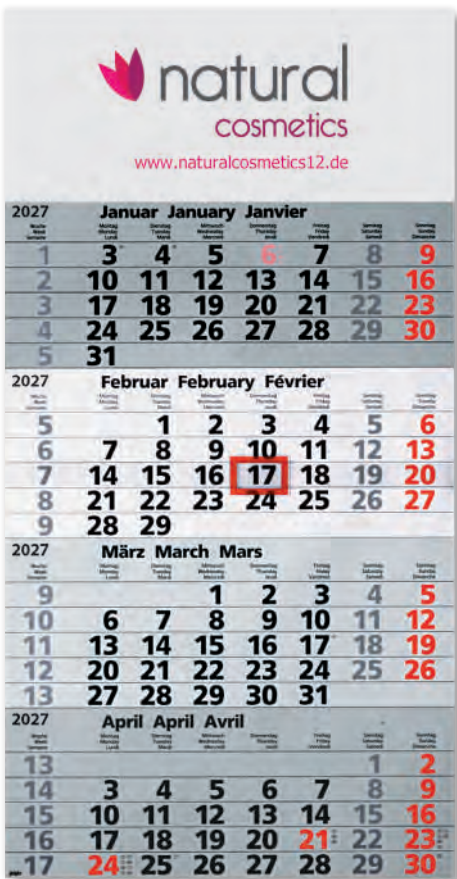 natural
cosmetics
www.naturalcosmetics12.de
2027 Januar January Janvier
1 3 4 5 6 7 8 9
2 10 11 12 13 14 15 16
3 17 18 19 20 21 22 23
4 24 25 26 27 28 29 30
5 31
2027 Februar February Février
5 1 2 3 4 5 6
6 7 8 9 10 11 12 13
7 14 15 16 17 18 19 20
8 21 22 23 24 25 26 27
9 28 29
2027 März March Mars
9 1 2 3 4 5
10 6 7 8 9 10 11 12
11 13 14 15 16 17 18 19
12 20 21 22 23 24 25 26
13 27 28 29 30 31
2027 April April Avril
13 1 2
14 3 4 5 6 7 8 9
15 10 11 12 13 14 15 16
16 17 18 19 20 21 22 23
17 24 25 26 27 28 29 30